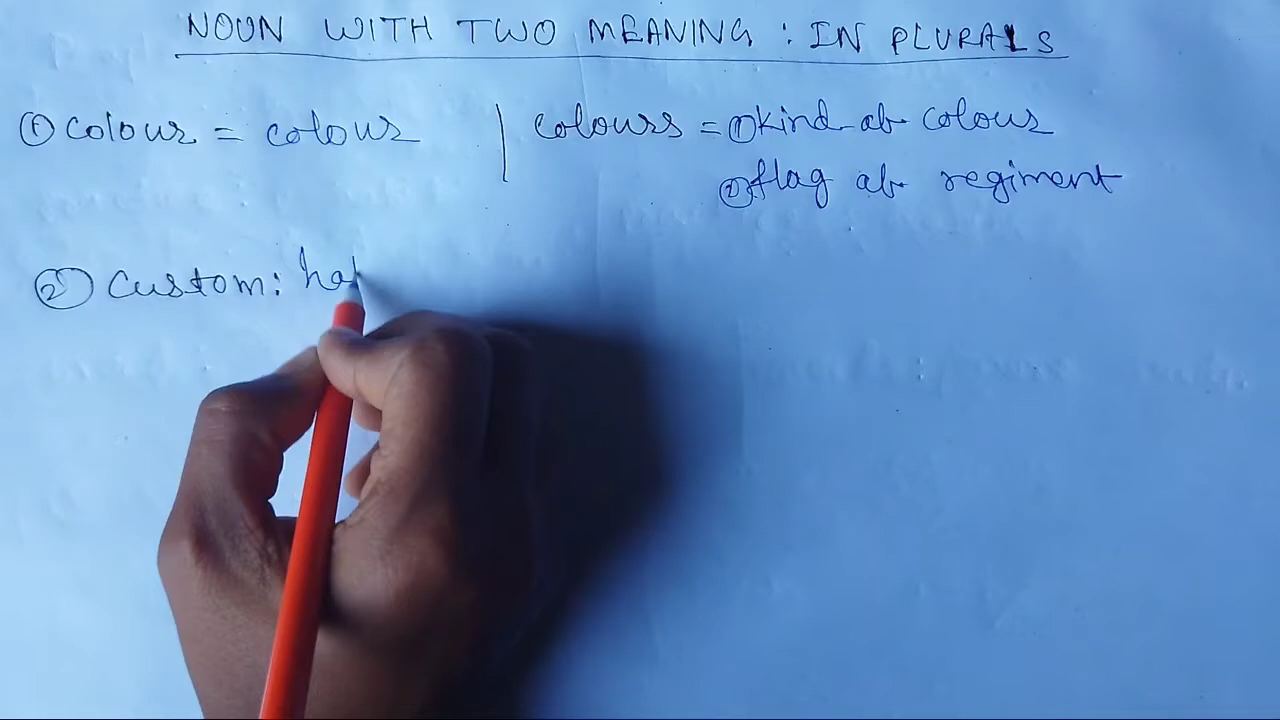 NOUN WITH TWO MEANING : IN PLURALS
① colour = colour | colours = ① kind of colour
② flag of regiment
② Custom: hab